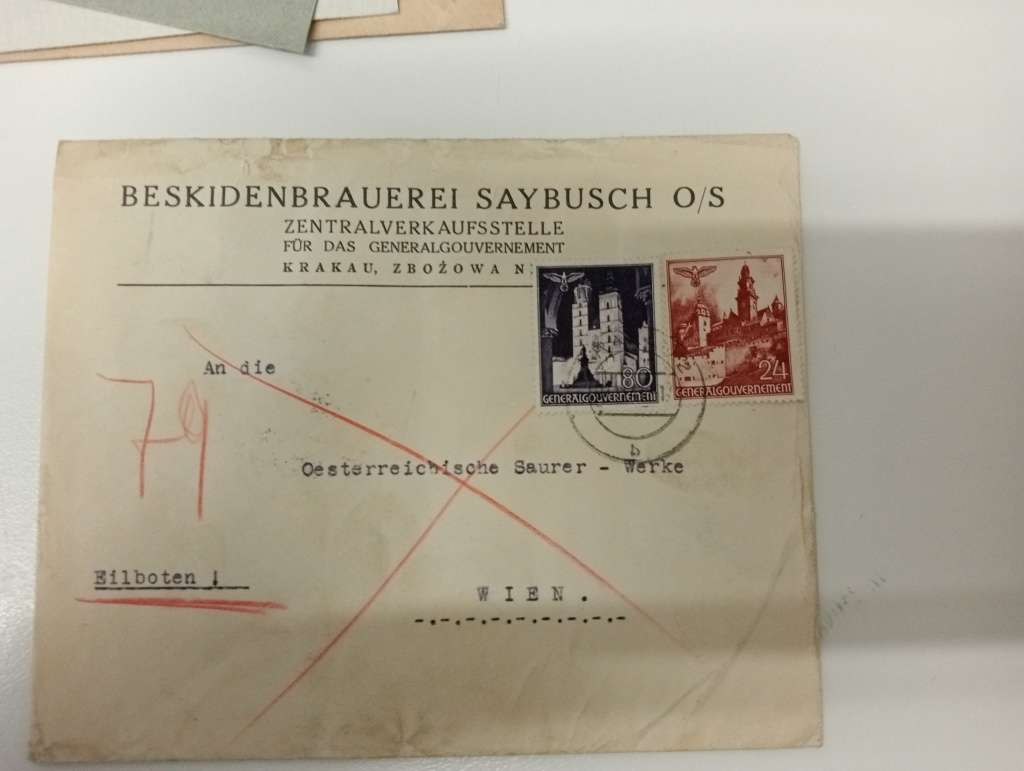 BESKIDENBRAUEREI SAYBUSCH O/S
ZENTRALVERKAUFSSTELLE
FÜR DAS GENERALGOUVERNEMENT
KRAKAU, ZBOŻOWA
80
GENERALGOUVERNEMENT
24
GENERALGOUVERNEMENT
b
An die
79
Oesterreichische Saurer - Werke
Eilboten !
WIEN.